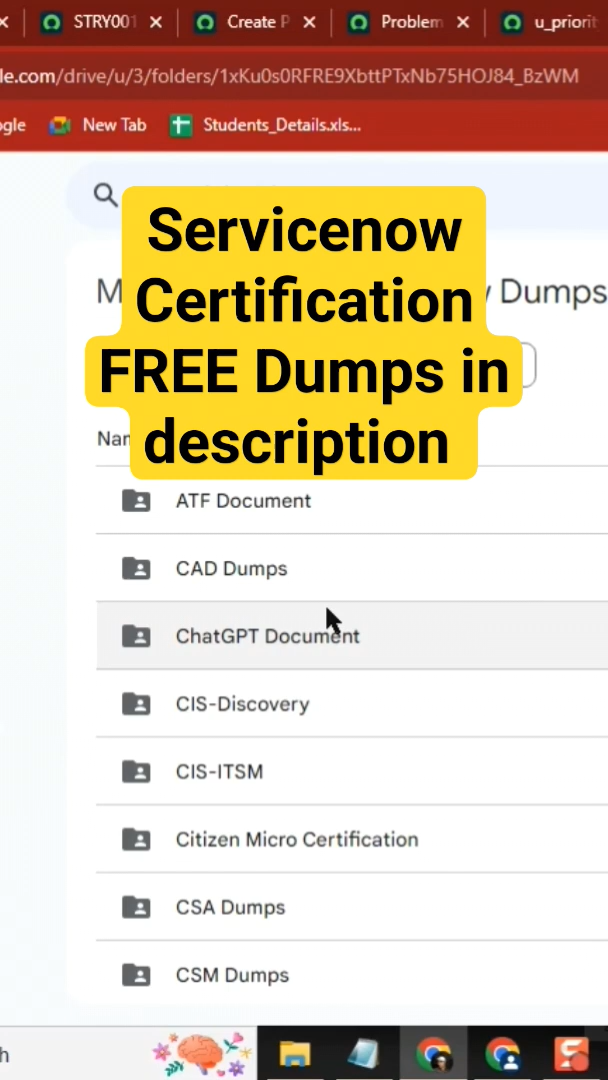 STRY001
Create P
Problem
u_priorit
le.com/drive/u/3/folders/1xKu0s0RFRE9XbttPTxNb75HOJ84_BzWM
ogle
New Tab
Students_Details.xls...
Servicenow
Certification
FREE Dumps in
description
M
Dumps
Nam
ATF Document
CAD Dumps
ChatGPT Document
CIS-Discovery
CIS-ITSM
Citizen Micro Certification
CSA Dumps
CSM Dumps
h